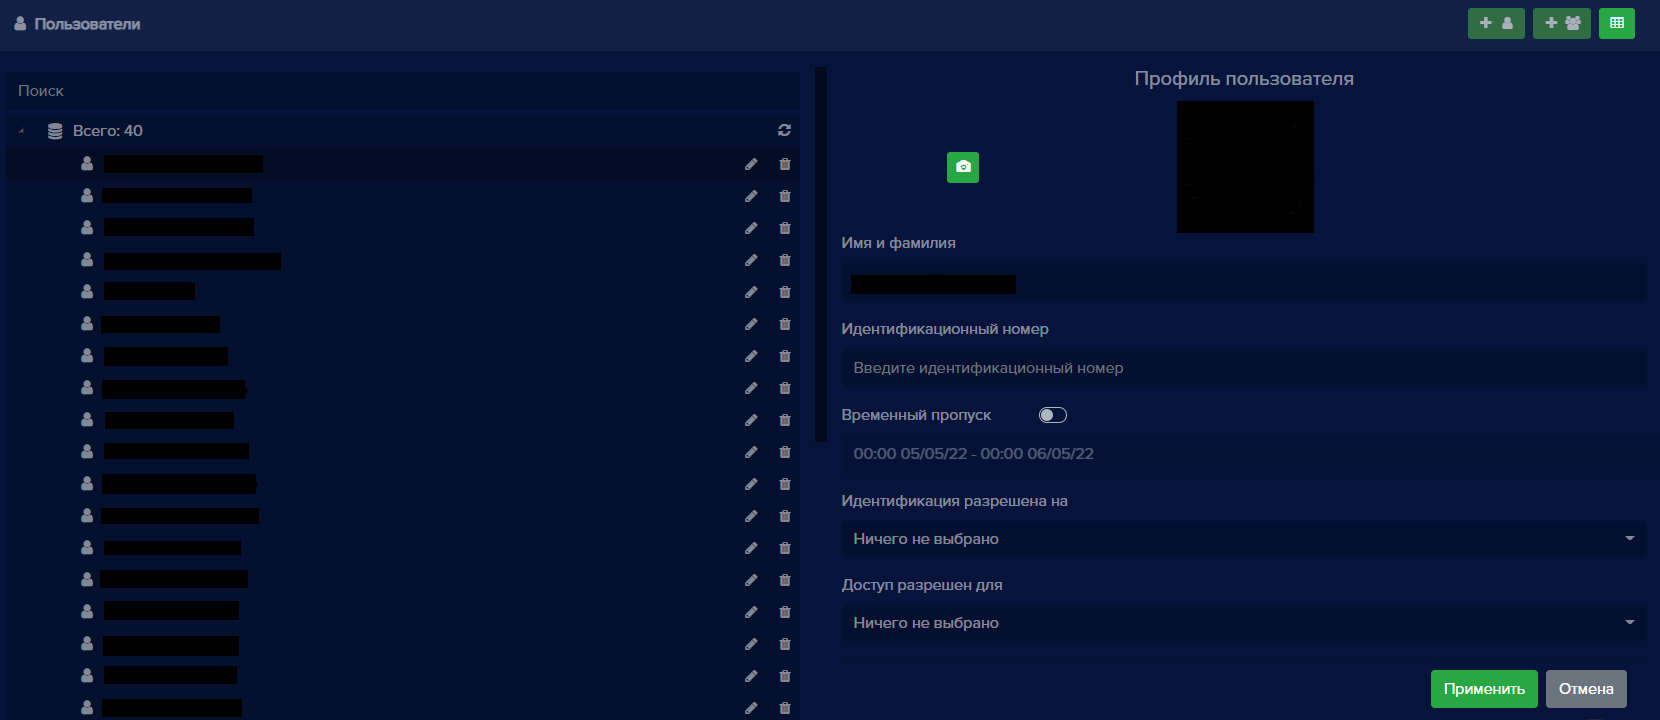 Пользователи
Поиск
Всего: 40
Профиль пользователя
Имя и фамилия
Идентификационный номер
Введите идентификационный номер
Временный пропуск
00:00 05/05/22 - 00:00 06/05/22
Идентификация разрешена на
Ничего не выбрано
Доступ разрешен для
Ничего не выбрано
Применить
Отмена